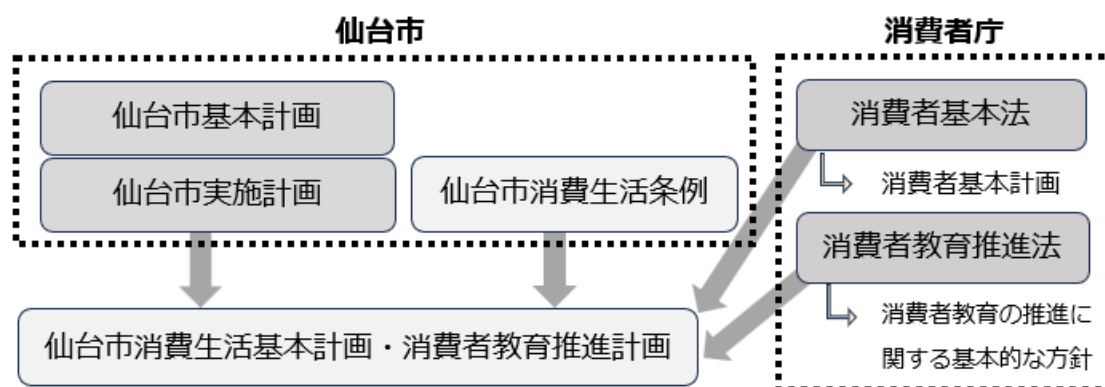 仙台市
仙台市基本計画
仙台市実施計画
仙台市消費生活条例
仙台市消費生活基本計画・消費者教育推進計画
消費者庁
消費者基本法
消費者基本計画
消費者教育推進法
消費者教育の推進に
関する基本的な方針